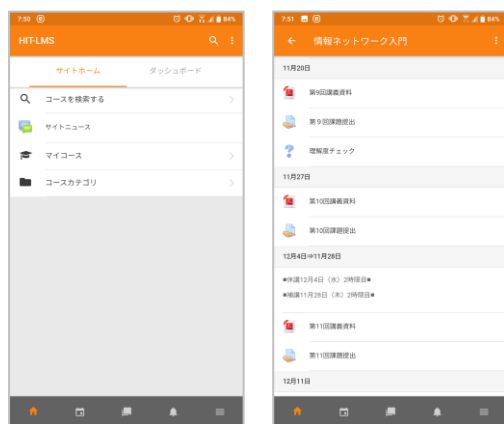 7:50
84%
HIT-LMS
サイトホーム
ダッシュボード
コースを検索する
サイトニュース
マイコース
コースカテゴリ
7:51
84%
情報ネットワーク入門
11月20日
第9回講義資料
第９回課題提出
理解度チェック
11月27日
第10回講義資料
第10回課題提出
12月4日⇒11月28日
■休講12月4日（水）2時限目■
■補講11月28日（木）2時限目■
第11回講義資料
第11回課題提出
12月11日